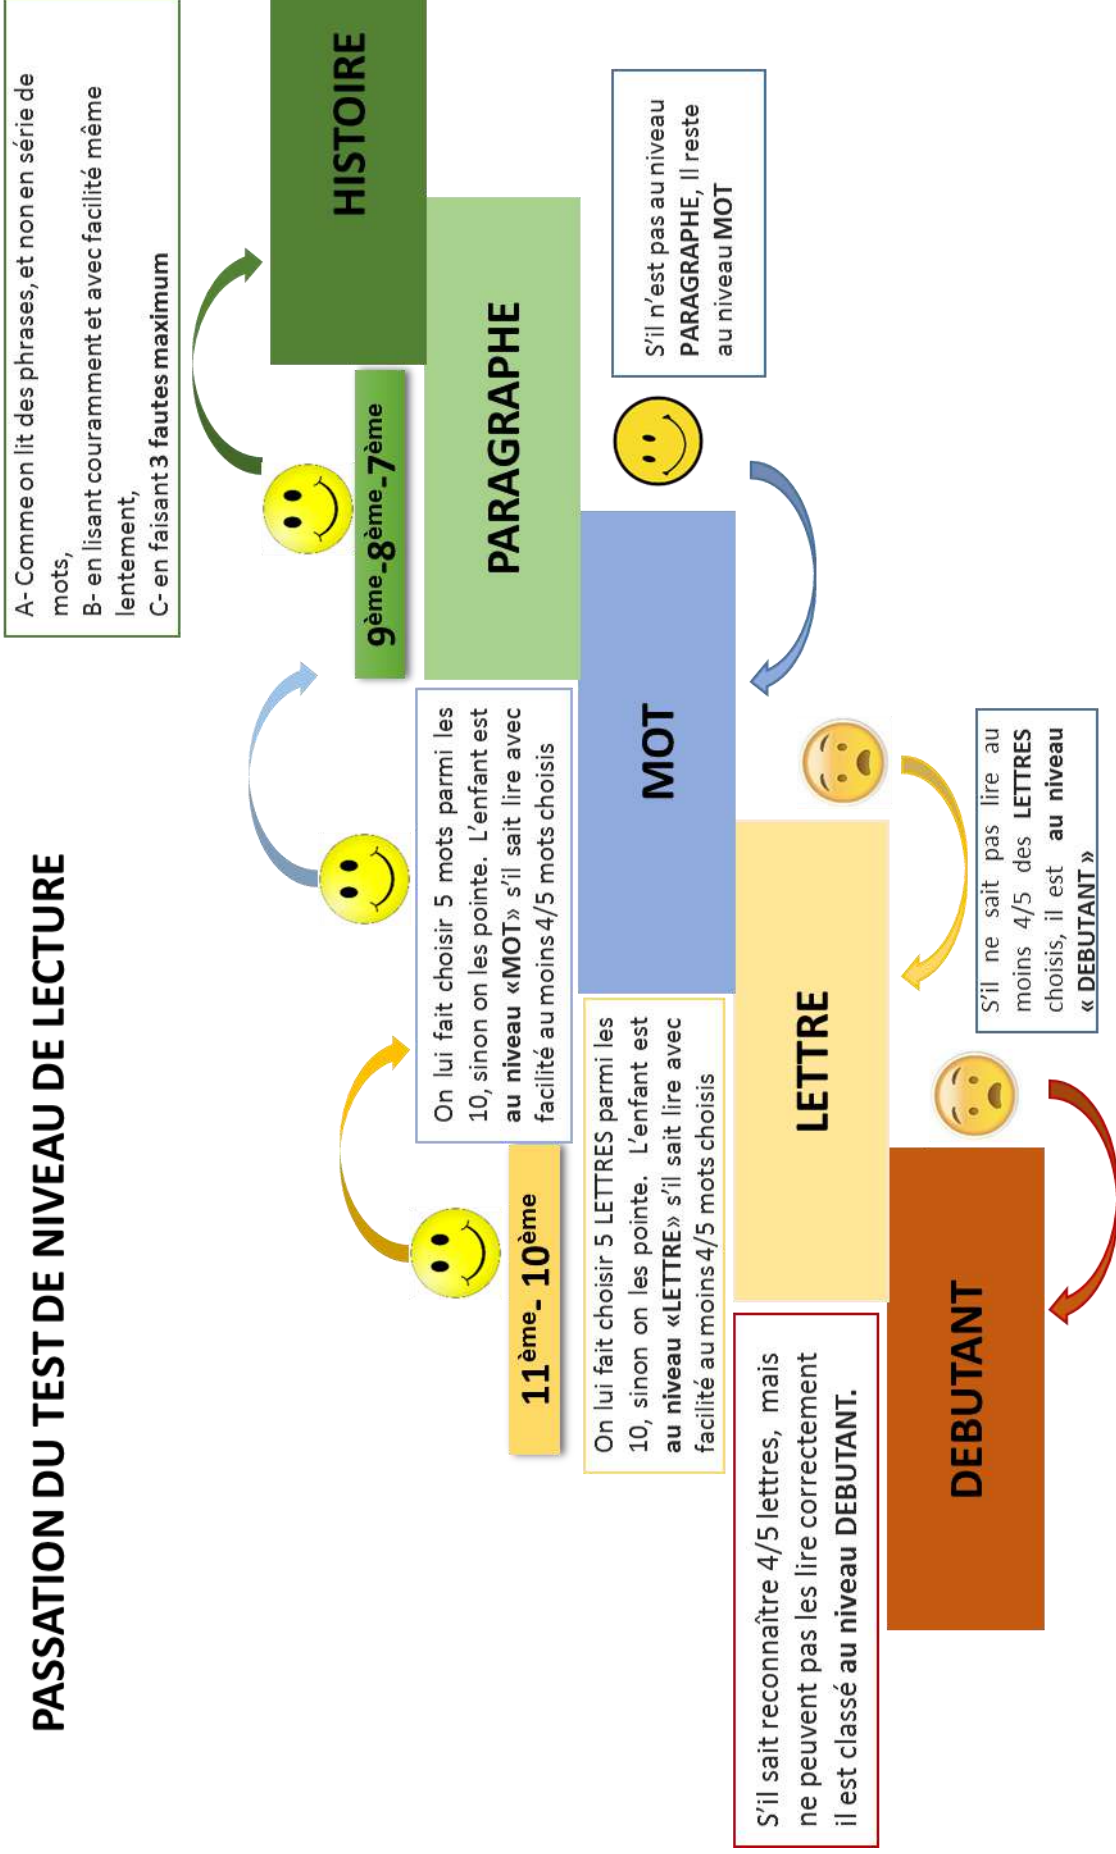 PASSATION DU TEST DE NIVEAU DE LECTURE
A- Comme on lit des phrases, et non en série de
mots,
B- en lisant couramment et avec facilité même
lentement,
C- en faisant 3 fautes maximum
HISTOIRE
9ème-8ème-7ème
PARAGRAPHE
S'il n'est pas au niveau
PARAGRAPHE, Il reste
au niveau MOT
On lui fait choisir 5 mots parmi les
10, sinon on les pointe. L'enfant est
au niveau «MOT» s'il sait lire avec
facilité au moins 4/5 mots choisis
MOT
11ème- 10ème
On lui fait choisir 5 LETTRES parmi les
10, sinon on les pointe. L'enfant est
au niveau «LETTRE» s'il sait lire avec
facilité au moins 4/5 mots choisis
LETTRE
S'il ne sait pas lire au
moins 4/5 des LETTRES
choisis, il est au niveau
« DEBUTANT »
S'il sait reconnaître 4/5 lettres, mais
ne peuvent pas les lire correctement
il est classé au niveau DEBUTANT.
DEBUTANT